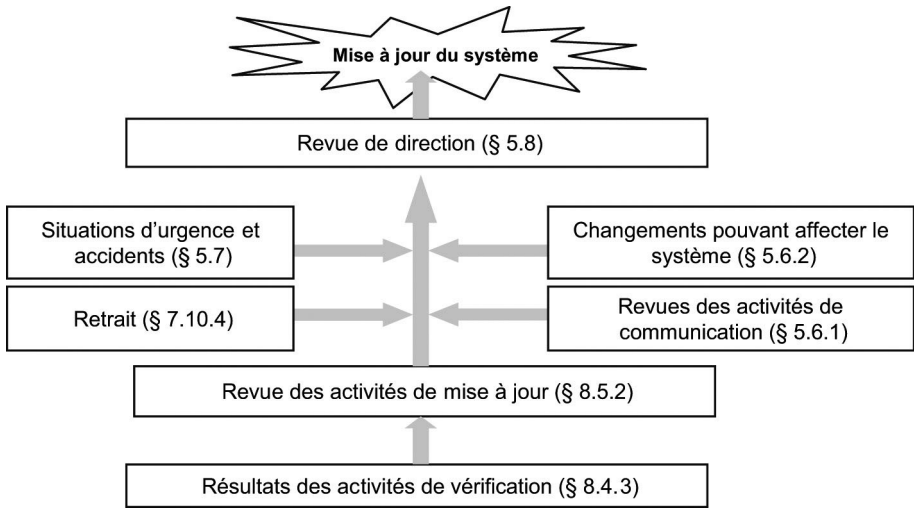 Mise à jour du système
Revue de direction (§ 5.8)
Situations d’urgence et
accidents (§ 5.7)
Changements pouvant affecter le
système (§ 5.6.2)
Retrait (§ 7.10.4)
Revues des activités de
communication (§ 5.6.1)
Revue des activités de mise à jour (§ 8.5.2)
Résultats des activités de vérification (§ 8.4.3)